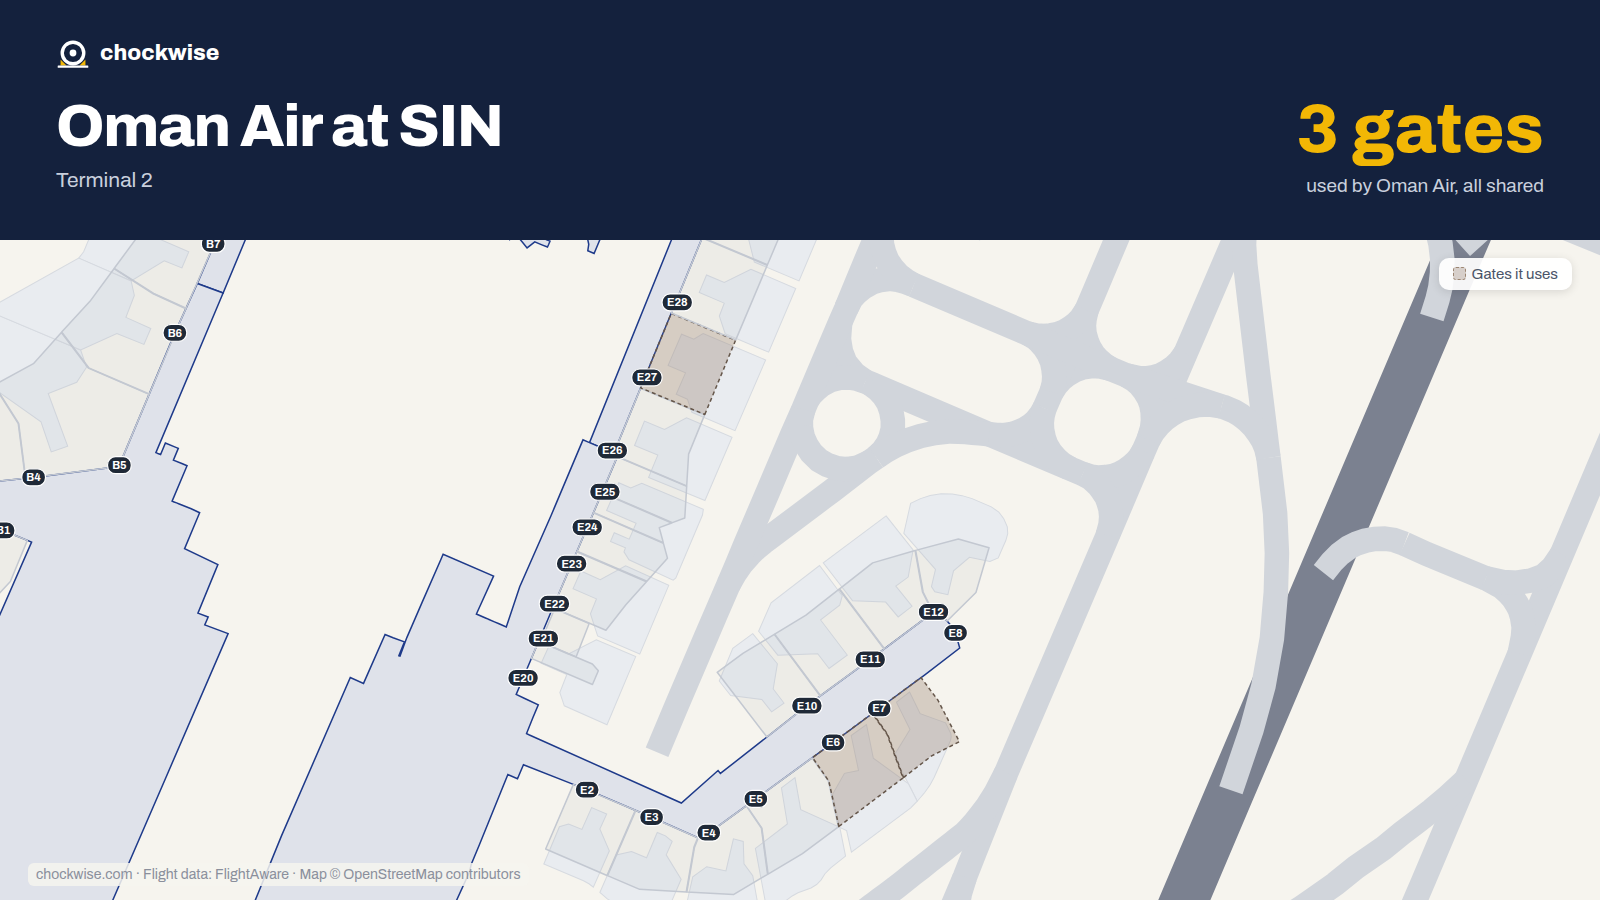 chockwise
Oman Air at SIN
Terminal 2
3 gates
used by Oman Air, all shared
Gates it uses
B7
B6
B5
B4
E28
E27
E26
E25
E24
E23
E22
E21
E20
E12
E8
E11
E10
E7
E6
E5
E2
E3
E4
chockwise.com · Flight data: FlightAware · Map © OpenStreetMap contributors